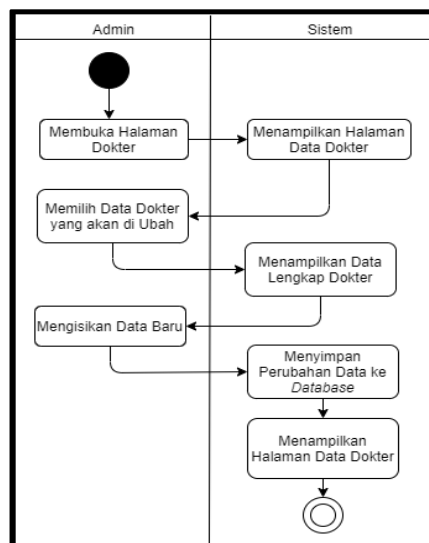 Admin
Sistem
Membuka Halaman
Dokter
Menampilkan Halaman
Data Dokter
Memilih Data Dokter
yang akan di Ubah
Menampilkan Data
Lengkap Dokter
Mengisikan Data Baru
Menyimpan
Perubahan Data ke
Database
Menampilkan
Halaman Data Dokter